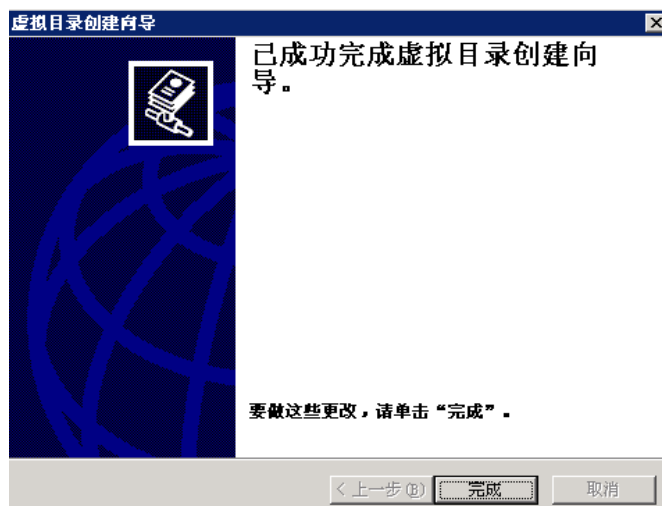 虚拟目录创建向导
已成功完成虚拟目录创建向
导。
要做这些更改，请单击“完成”。
< 上一步(B)
完成
取消